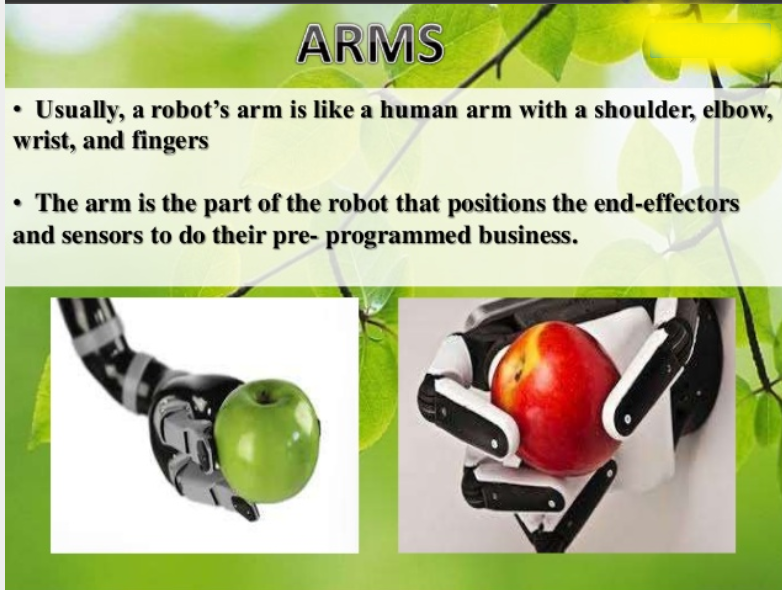 ARMS
• Usually, a robot’s arm is like a human arm with a shoulder, elbow,
wrist, and fingers
• The arm is the part of the robot that positions the end-effectors
and sensors to do their pre- programmed business.